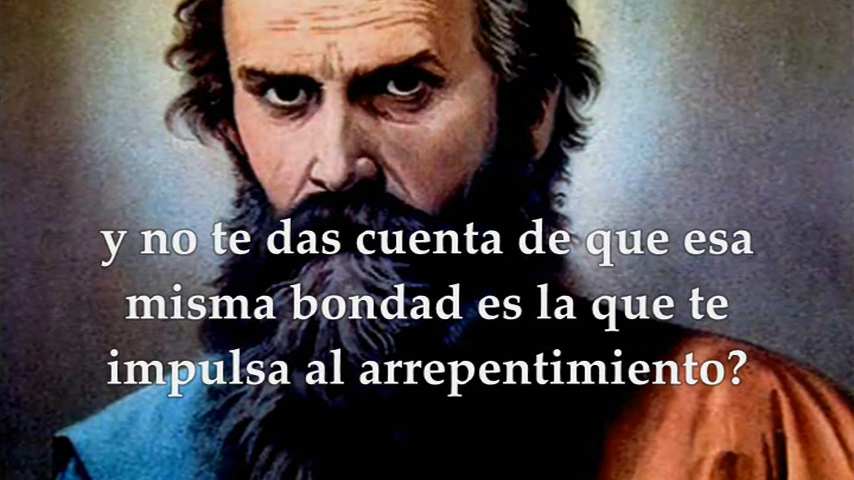 y no te das cuenta de que esa
misma bondad es la que te
impulsa al arrepentimiento?